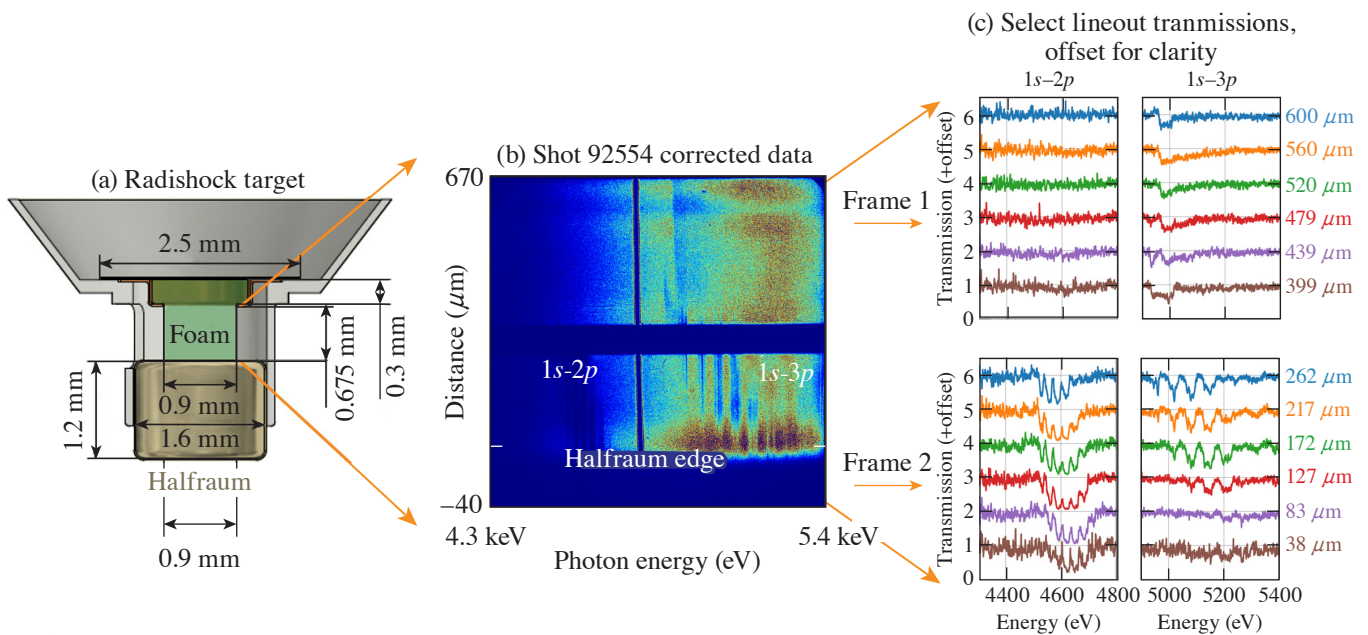 (c) Select lineout tranmissions,
offset for clarity
1s–2p
1s–3p
(a) Radishock target
2.5 mm
Foam
0.675 mm
0.3 mm
1.2 mm
0.9 mm
1.6 mm
Halfraum
0.9 mm
(b) Shot 92554 corrected data
670
Distance (μm)
–40
1s-2p
1s-3p
Halfraum edge
4.3 keV
5.4 keV
Photon energy (eV)
Frame 1
Frame 2
Transmission (+offset)
6
5
4
3
2
1
0
600 μm
560 μm
520 μm
479 μm
439 μm
399 μm
Transmission (+offset)
6
5
4
3
2
1
0
262 μm
217 μm
172 μm
127 μm
83 μm
38 μm
4400 4600 4800
5000 5200 5400
Energy (eV)
Energy (eV)